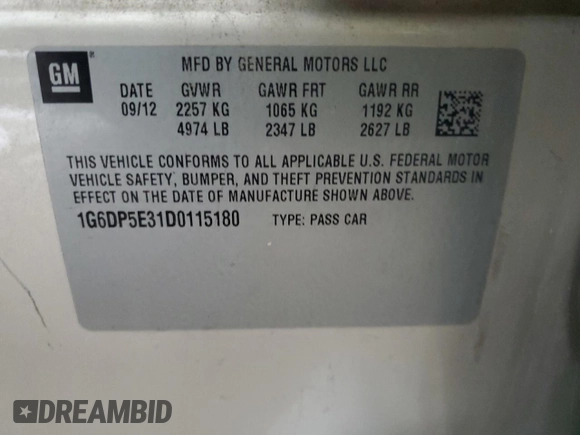 GM
MFD BY GENERAL MOTORS LLC
DATE GVWR GAWR FRT GAWR RR
09/12 2257 KG 1065 KG 1192 KG
4974 LB 2347 LB 2627 LB
THIS VEHICLE CONFORMS TO ALL APPLICABLE U.S. FEDERAL MOTOR
VEHICLE SAFETY, BUMPER, AND THEFT PREVENTION STANDARDS IN
EFFECT ON THE DATE OF MANUFACTURE SHOWN ABOVE.
1G6DP5E31D0115180 TYPE: PASS CAR
DREAMBID